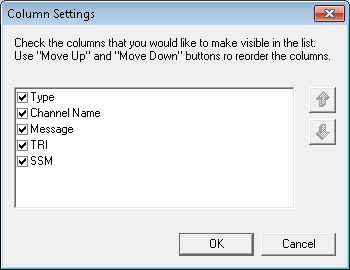 Column Settings
Check the columns that you would like to make visible in the list.
Use "Move Up" and "Move Down" buttons ro reorder the columns.
Type
Channel Name
Message
TRI
SSM
OK
Cancel